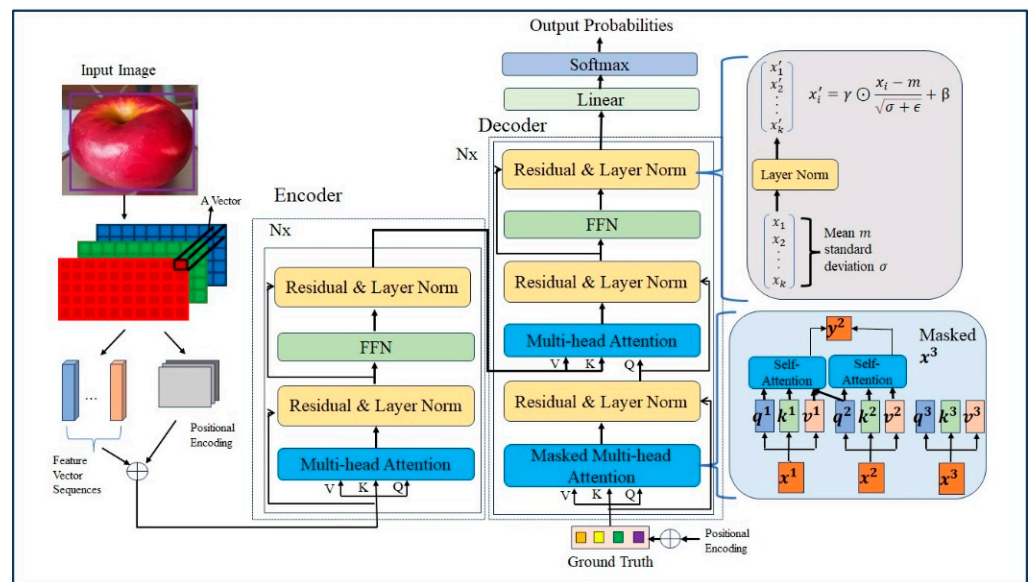 Output Probabilities
Softmax
Linear
Decoder
Nx
Residual & Layer Norm
FFN
Residual & Layer Norm
Multi-head Attention
V
K
Q
Residual & Layer Norm
Masked Multi-head
Attention
V
K
Q
Ground Truth
Positional
Encoding
Input Image
A Vector
...
Positional
Encoding
Feature
Vector
Sequences
Encoder
Nx
Residual & Layer Norm
FFN
Residual & Layer Norm
Multi-head Attention
V
K
Q
x′₁
x′₂
⋮
x′ₖ
x′ᵢ = γ ⊙ (xᵢ − m) / √(σ + ϵ) + β
Layer Norm
x₁
x₂
⋮
xₖ
Mean m
standard
deviation σ
y²
Masked
x³
Self-
Attention
Self-
Attention
q¹ k¹ v¹ q² k² v² q³ k³ v³
x¹ x² x³